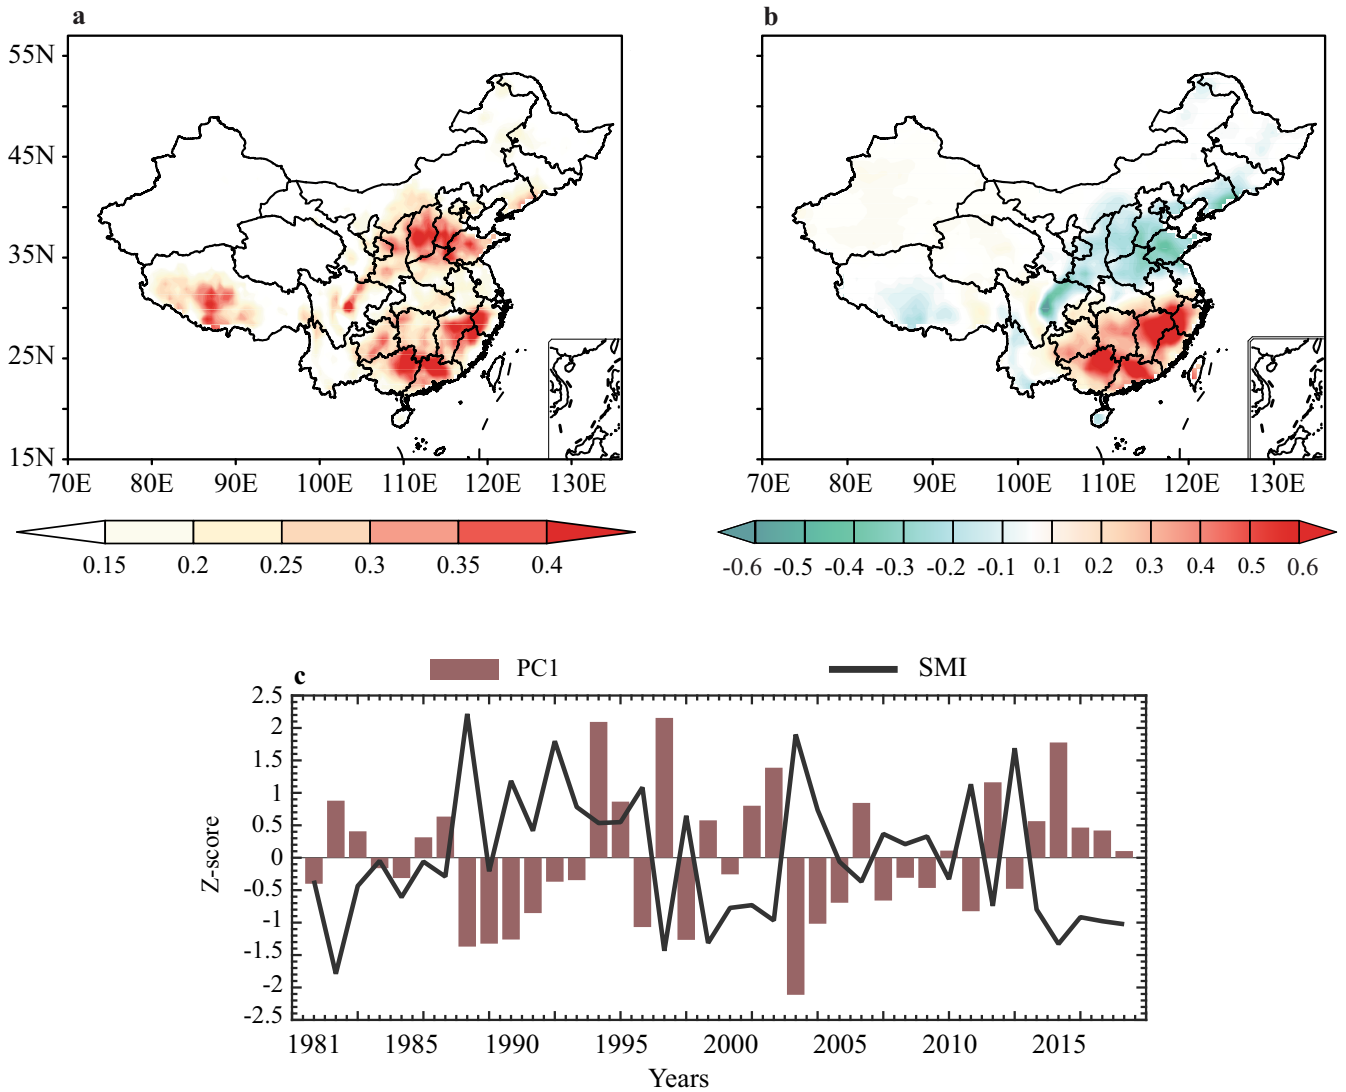 a
b
55N
45N
35N
25N
15N
70E 80E 100E 110E 120E 130E
70E 80E 90E 100E 110E 120E 130E
0.15 0.2 0.25 0.3 0.35 0.4
-0.6 -0.5 -0.4 -0.3 -0.2 -0.1 0.1 0.2 0.3 0.4 0.5 0.6
c
PC1
SMI
2.5
2
1.5
1
0.5
0
-0.5
-1
-1.5
-2
-2.5
Z-score
1981 1985 1990 1995 2000 2005 2010 2015
Years